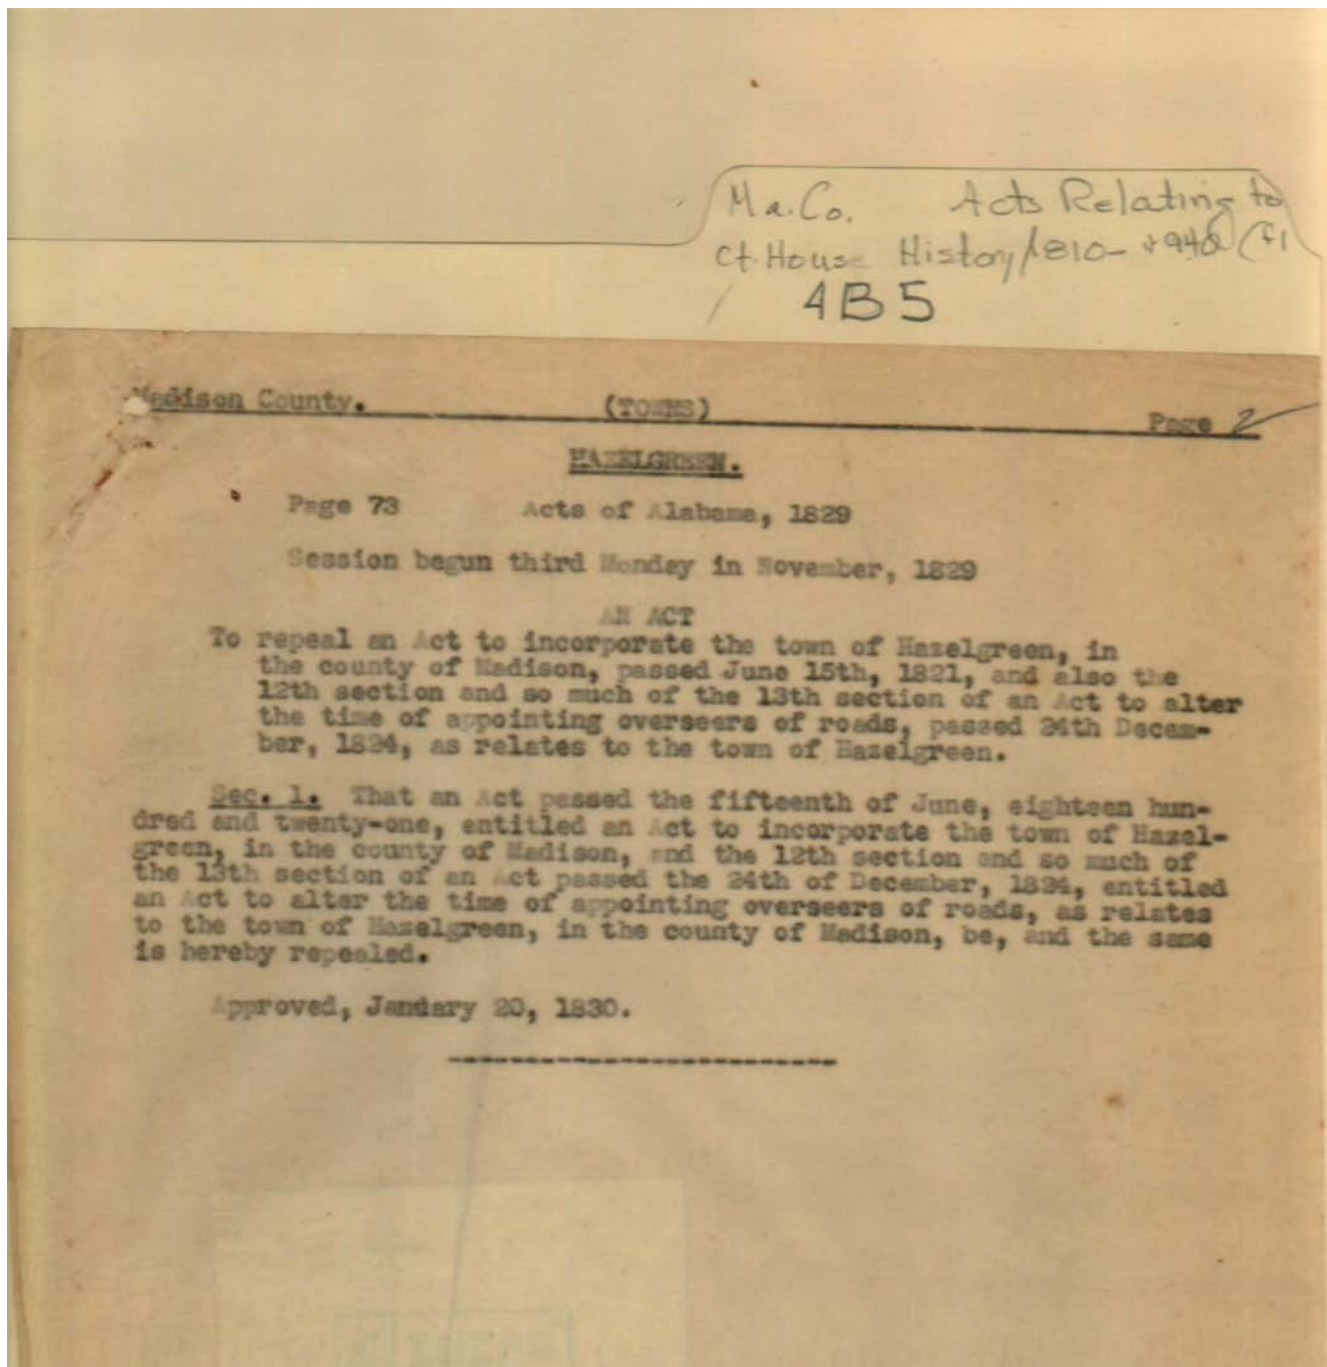 Ma.Co. Acts Relating to
Ct. House History/1810-1940 (F1
4B5
Madison County. (TOWNS) Page 2
HAZELGREEN.
Page 73 Acts of Alabama, 1829
Session begun third Monday in November, 1829
AN ACT
To repeal an Act to incorporate the town of Hazelgreen, in
the county of Madison, passed June 15th, 1821, and also the
12th section and so much of the 13th section of an Act to alter
the time of appointing overseers of roads, passed 24th Decem-
ber, 1824, as relates to the town of Hazelgreen.
Sec. 1. That an Act passed the fifteenth of June, eighteen hun-
dred and twenty-one, entitled an Act to incorporate the town of Hazel-
green, in the county of Madison, and the 12th section and so much of
the 13th section of an Act passed the 24th of December, 1824, entitled
an Act to alter the time of appointing overseers of roads, as relates
to the town of Hazelgreen, in the county of Madison, be, and the same
is hereby repealed.
Approved, January 20, 1830.